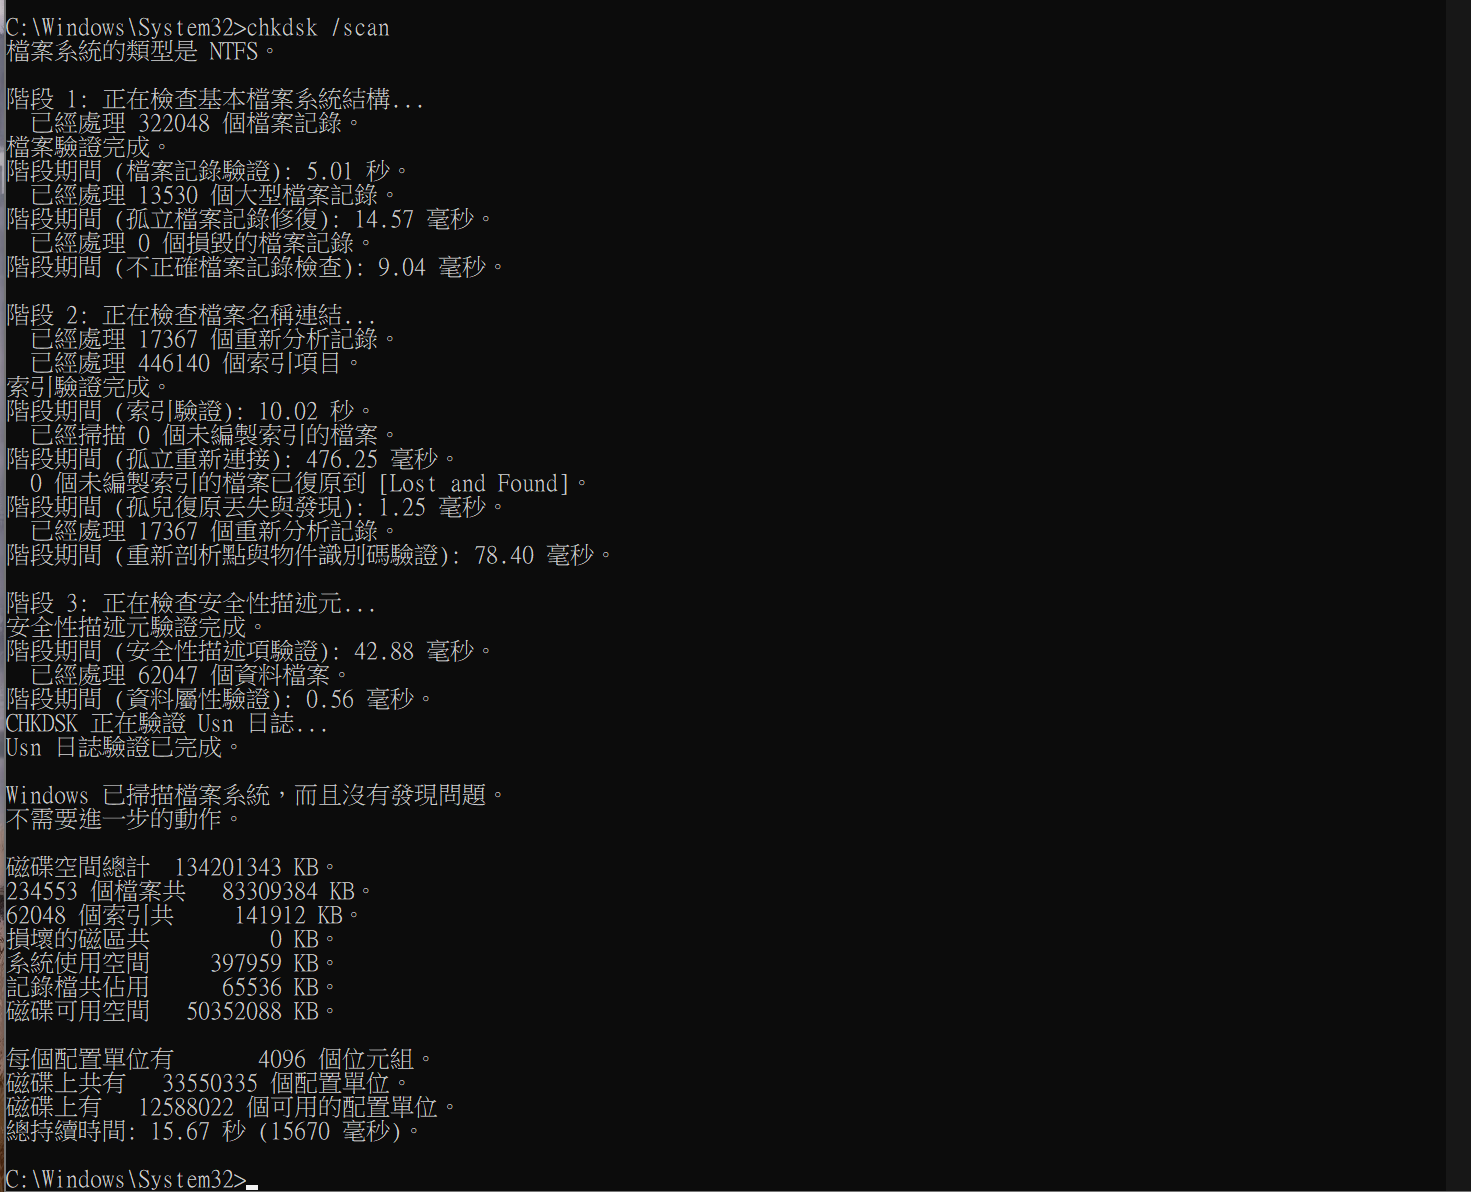 C:\Windows\System32>chkdsk /scan
檔案系統的類型是 NTFS。
階段 1: 正在檢查基本檔案系統結構...
已經處理 322048 個檔案記錄。
檔案驗證完成。
階段期間 (檔案記錄驗證): 5.01 秒。
已經處理 13530 個大型檔案記錄。
階段期間 (孤立檔案記錄修復): 14.57 毫秒。
已經處理 0 個損毀的檔案記錄。
階段期間 (不正確檔案記錄檢查): 9.04 毫秒。
階段 2: 正在檢查檔案名稱連結...
已經處理 17367 個重新分析記錄。
已經處理 446140 個索引項目。
索引驗證完成。
階段期間 (索引驗證): 10.02 秒。
已經掃描 0 個未編製索引的檔案。
階段期間 (孤立重新連接): 476.25 毫秒。
0 個未編製索引的檔案已復原到 [Lost and Found]。
階段期間 (孤兒復原丟失與發現): 1.25 毫秒。
已經處理 17367 個重新分析記錄。
階段期間 (重新剖析點與物件識別碼驗證): 78.40 毫秒。
階段 3: 正在檢查安全性描述元...
安全性描述元驗證完成。
階段期間 (安全性描述項驗證): 42.88 毫秒。
已經處理 62047 個資料檔案。
階段期間 (資料屬性驗證): 0.56 毫秒。
CHKDSK 正在驗證 Usn 日誌...
Usn 日誌驗證已完成。
Windows 已掃描檔案系統，而且沒有發現問題。
不需要進一步的動作。
磁碟空間總計 134201343 KB。
234553 個檔案共 83309384 KB。
62048 個索引共 141912 KB。
損壞的磁區共 0 KB。
系統使用空間 397959 KB。
記錄檔共佔用 65536 KB。
磁碟可用空間 50352088 KB。
每個配置單位有 4096 個位元組。
磁碟上共有 33550335 個配置單位。
磁碟上有 12588022 個可用的配置單位。
總持續時間: 15.67 秒 (15670 毫秒)。
C:\Windows\System32>